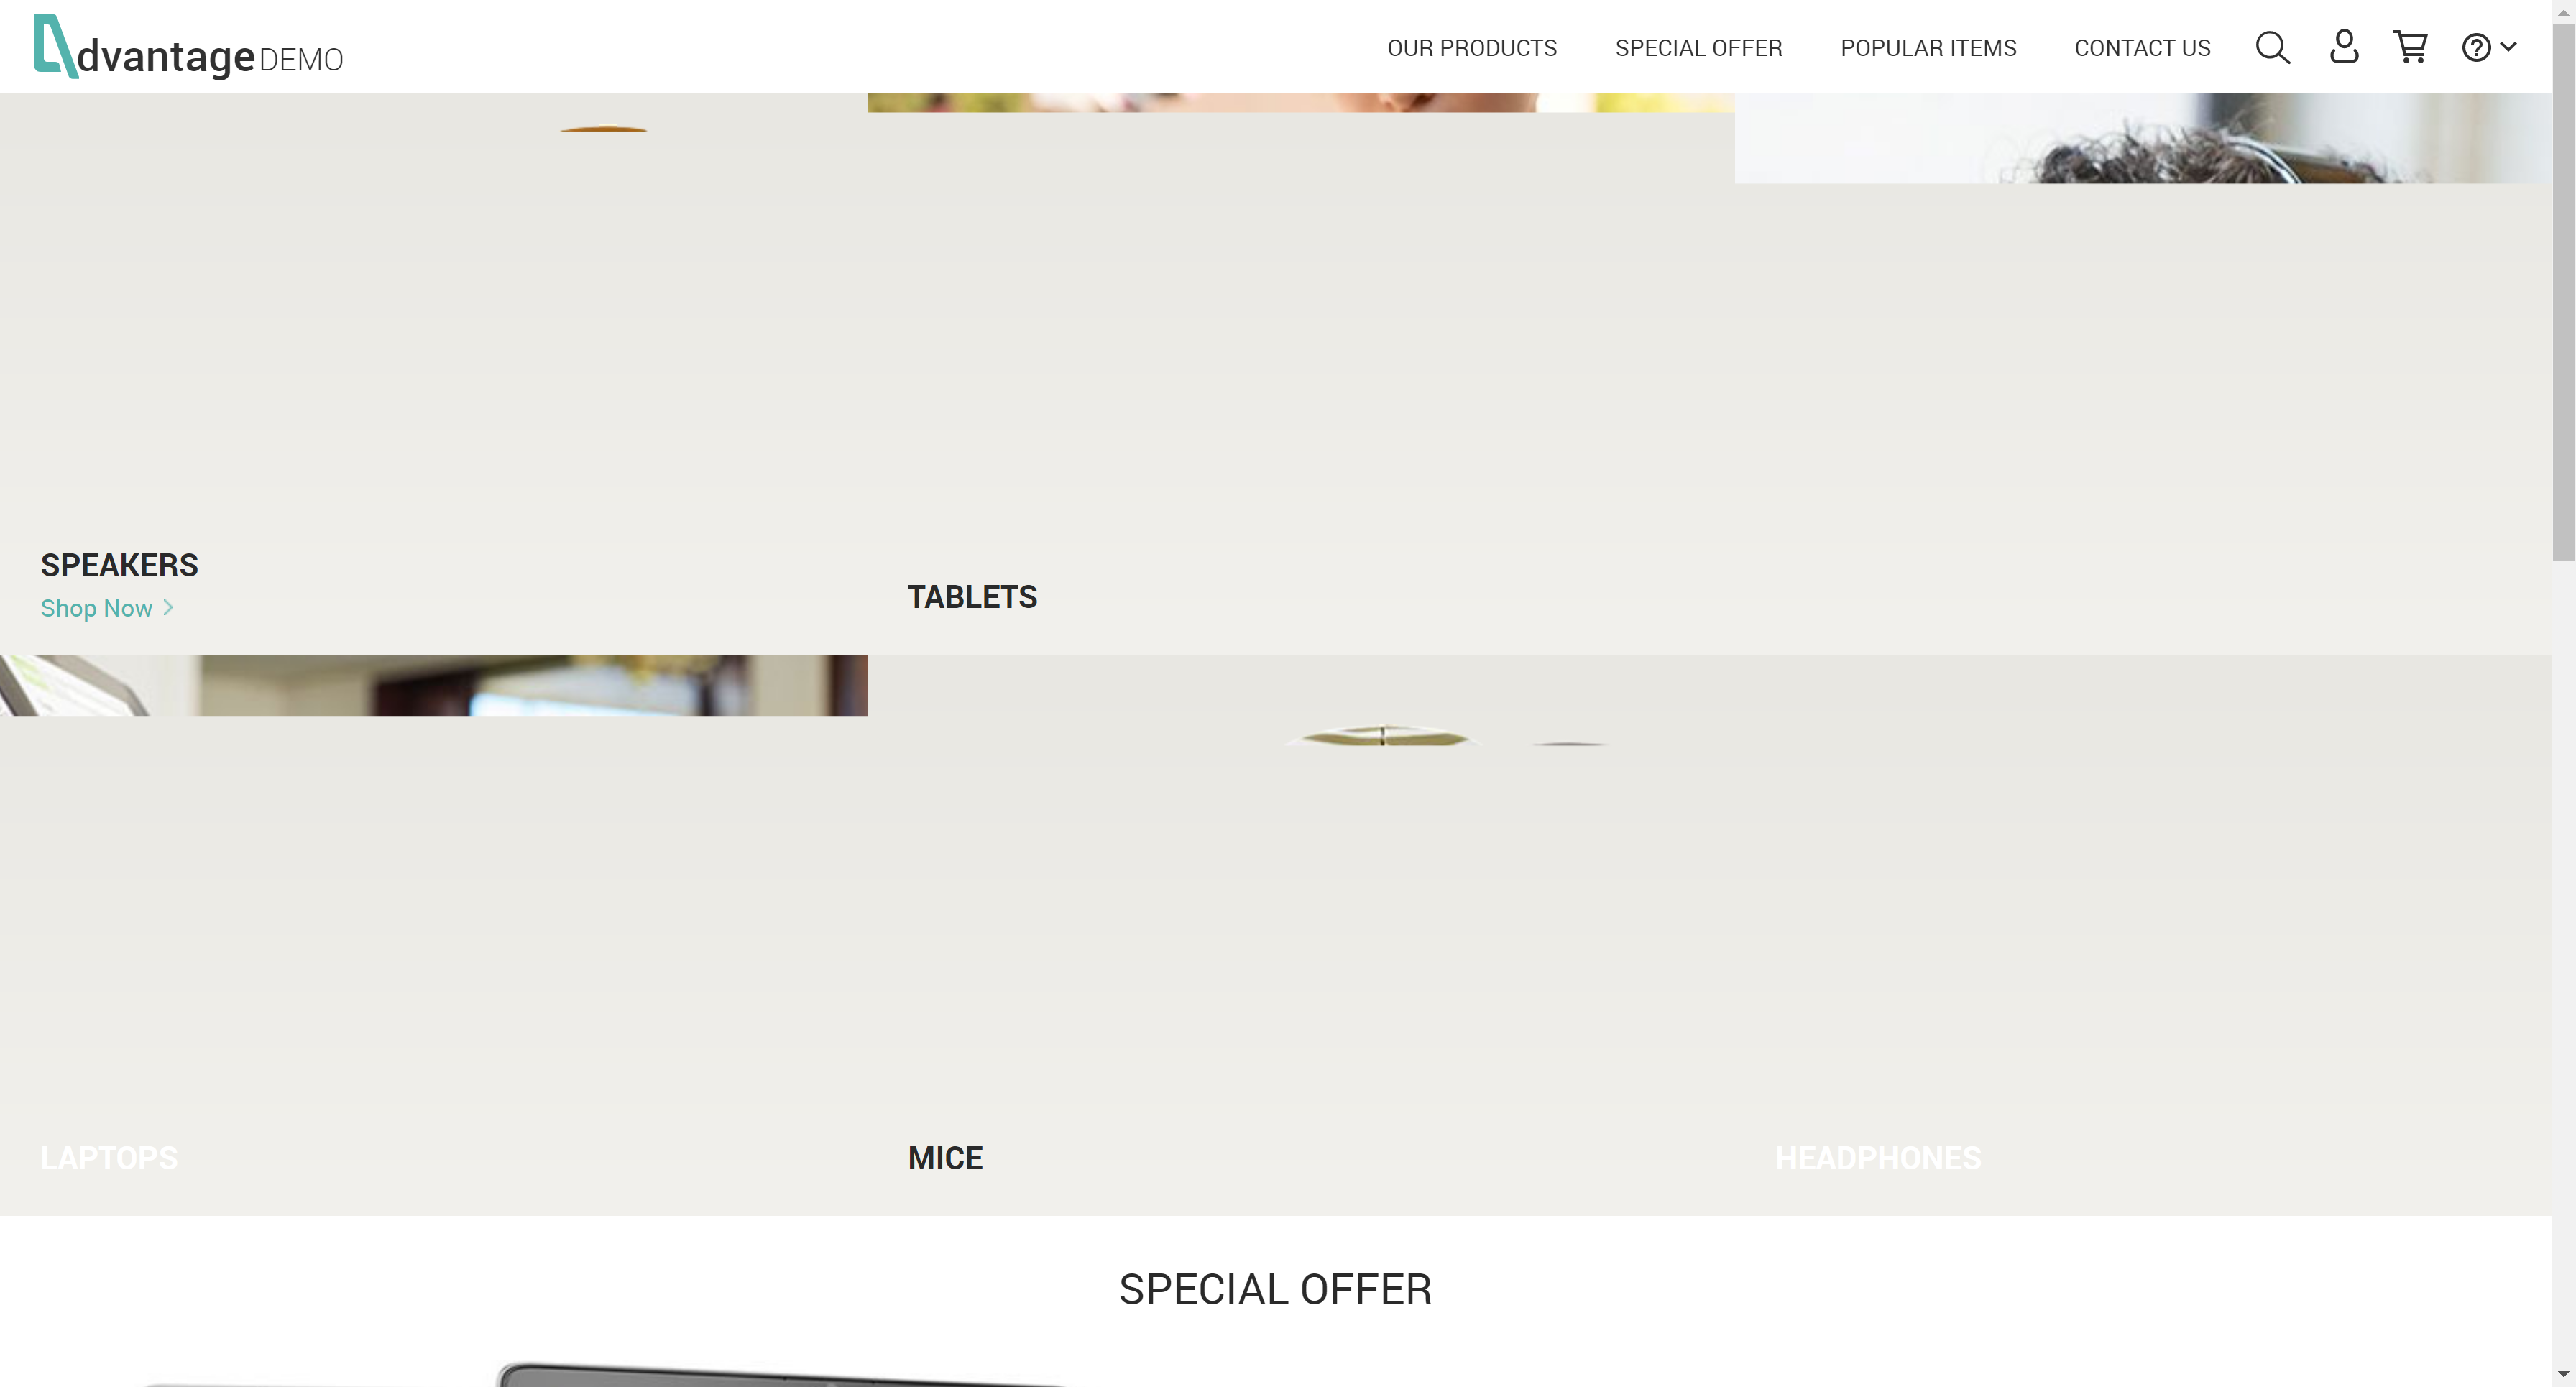 dvantage DEMO
OUR PRODUCTS
SPECIAL OFFER
POPULAR ITEMS
CONTACT US
SPEAKERS
Shop Now
TABLETS
LAPTOPS
MICE
HEADPHONES
SPECIAL OFFER